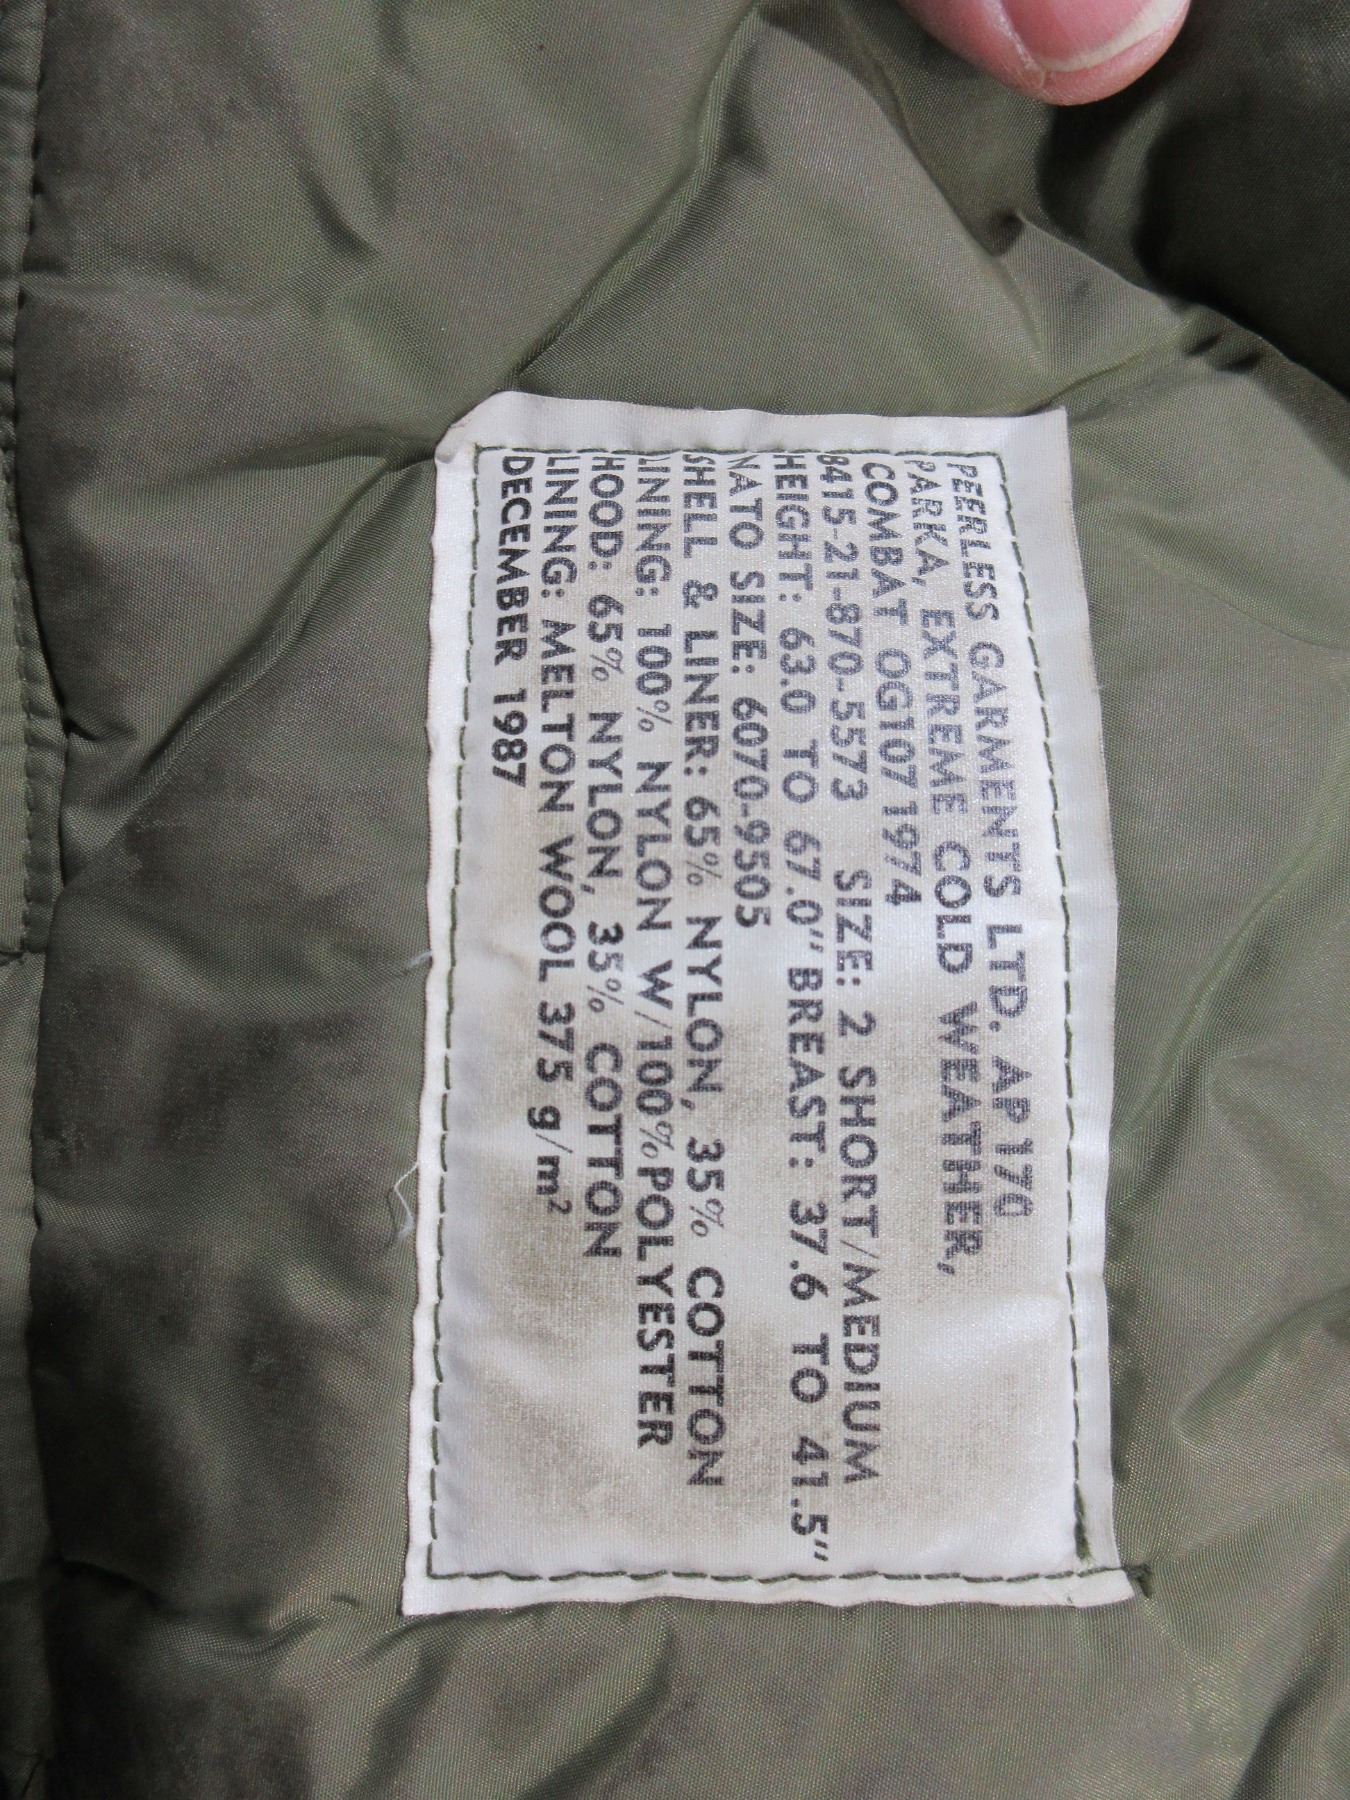 PEERLESS GARMENTS LTD. AP170
PARKA, EXTREME COLD WEATHER,
COMBAT OG107 1974
8415-21-870-5573 SIZE: 2 SHORT/MEDIUM
HEIGHT: 63.0 TO 67.0" BREAST: 37.6 TO 41.5"
NATO SIZE: 6070-9505
SHELL & LINER: 65% NYLON, 35% COTTON
LINING: 100% NYLON W/100%POLYESTER
HOOD: 65% NYLON, 35% COTTON
LINING: MELTON WOOL 375 g/m²
DECEMBER 1987